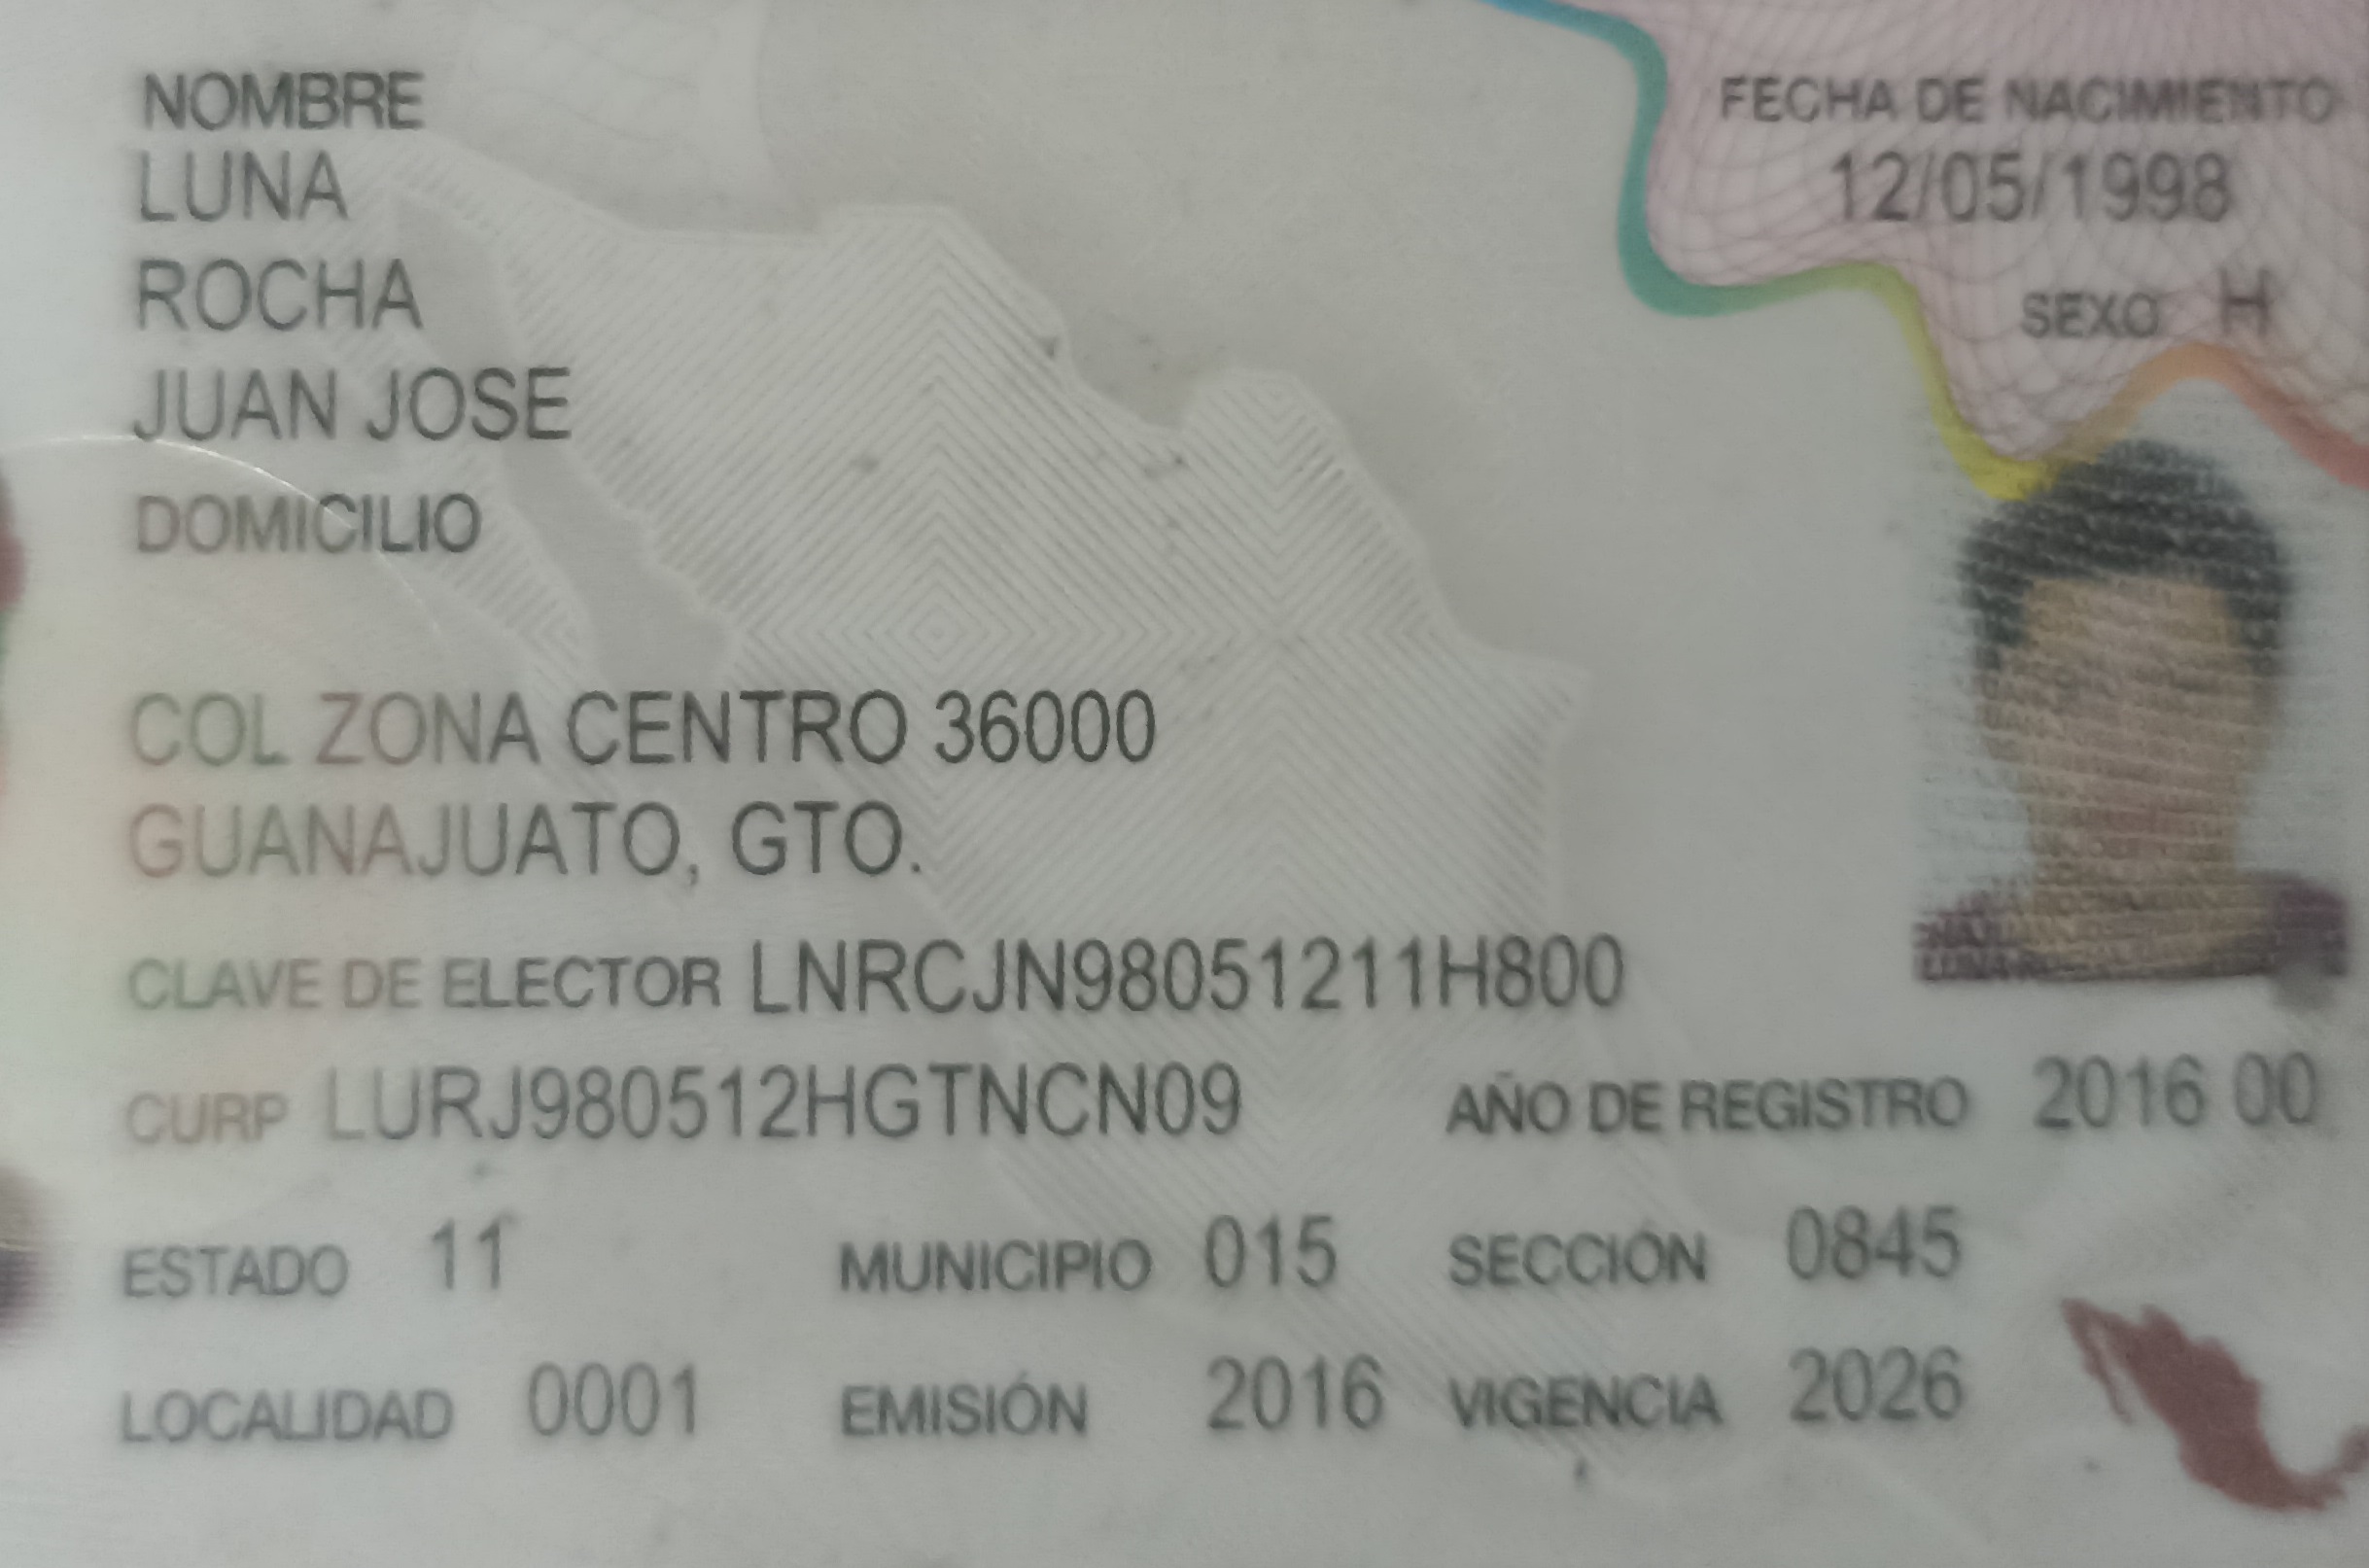 NOMBRE
LUNA
ROCHA
JUAN JOSE
FECHA DE NACIMIENTO
12/05/1998
SEXO H
DOMICILIO
COL ZONA CENTRO 36000
GUANAJUATO, GTO.
CLAVE DE ELECTOR LNRCJN98051211H800
CURP LURJ980512HGTNCN09 AÑO DE REGISTRO 2016 00
ESTADO 11 MUNICIPIO 015 SECCIÓN 0845
LOCALIDAD 0001 EMISIÓN 2016 VIGENCIA 2026